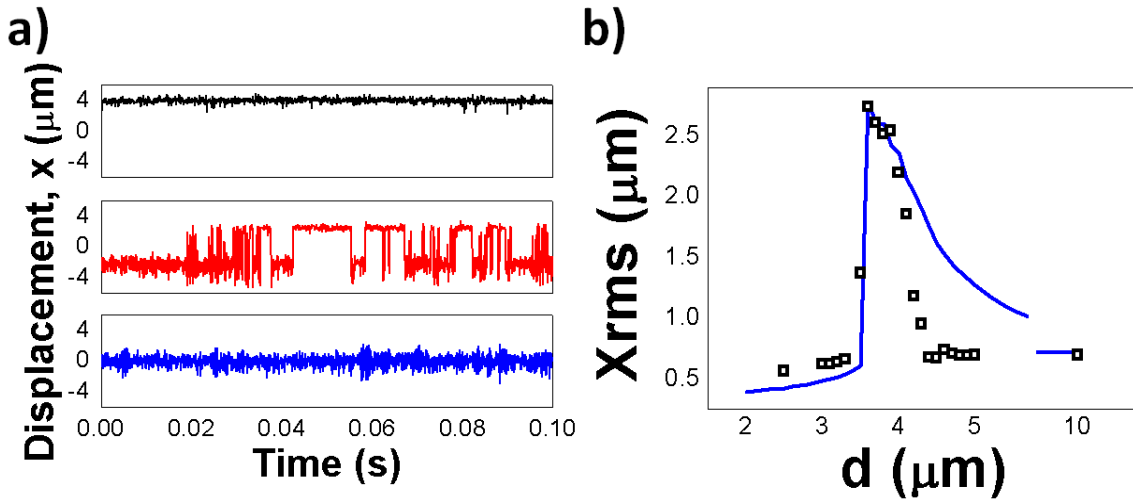 a)
Displacement, x (μm)
4
0
-4
4
0
-4
4
0
-4
0.00 0.02 0.04 0.06 0.08 0.10
Time (s)
b)
Xrms (μm)
2.5
2.0
1.5
1.0
0.5
2 3 4 5 10
d (μm)